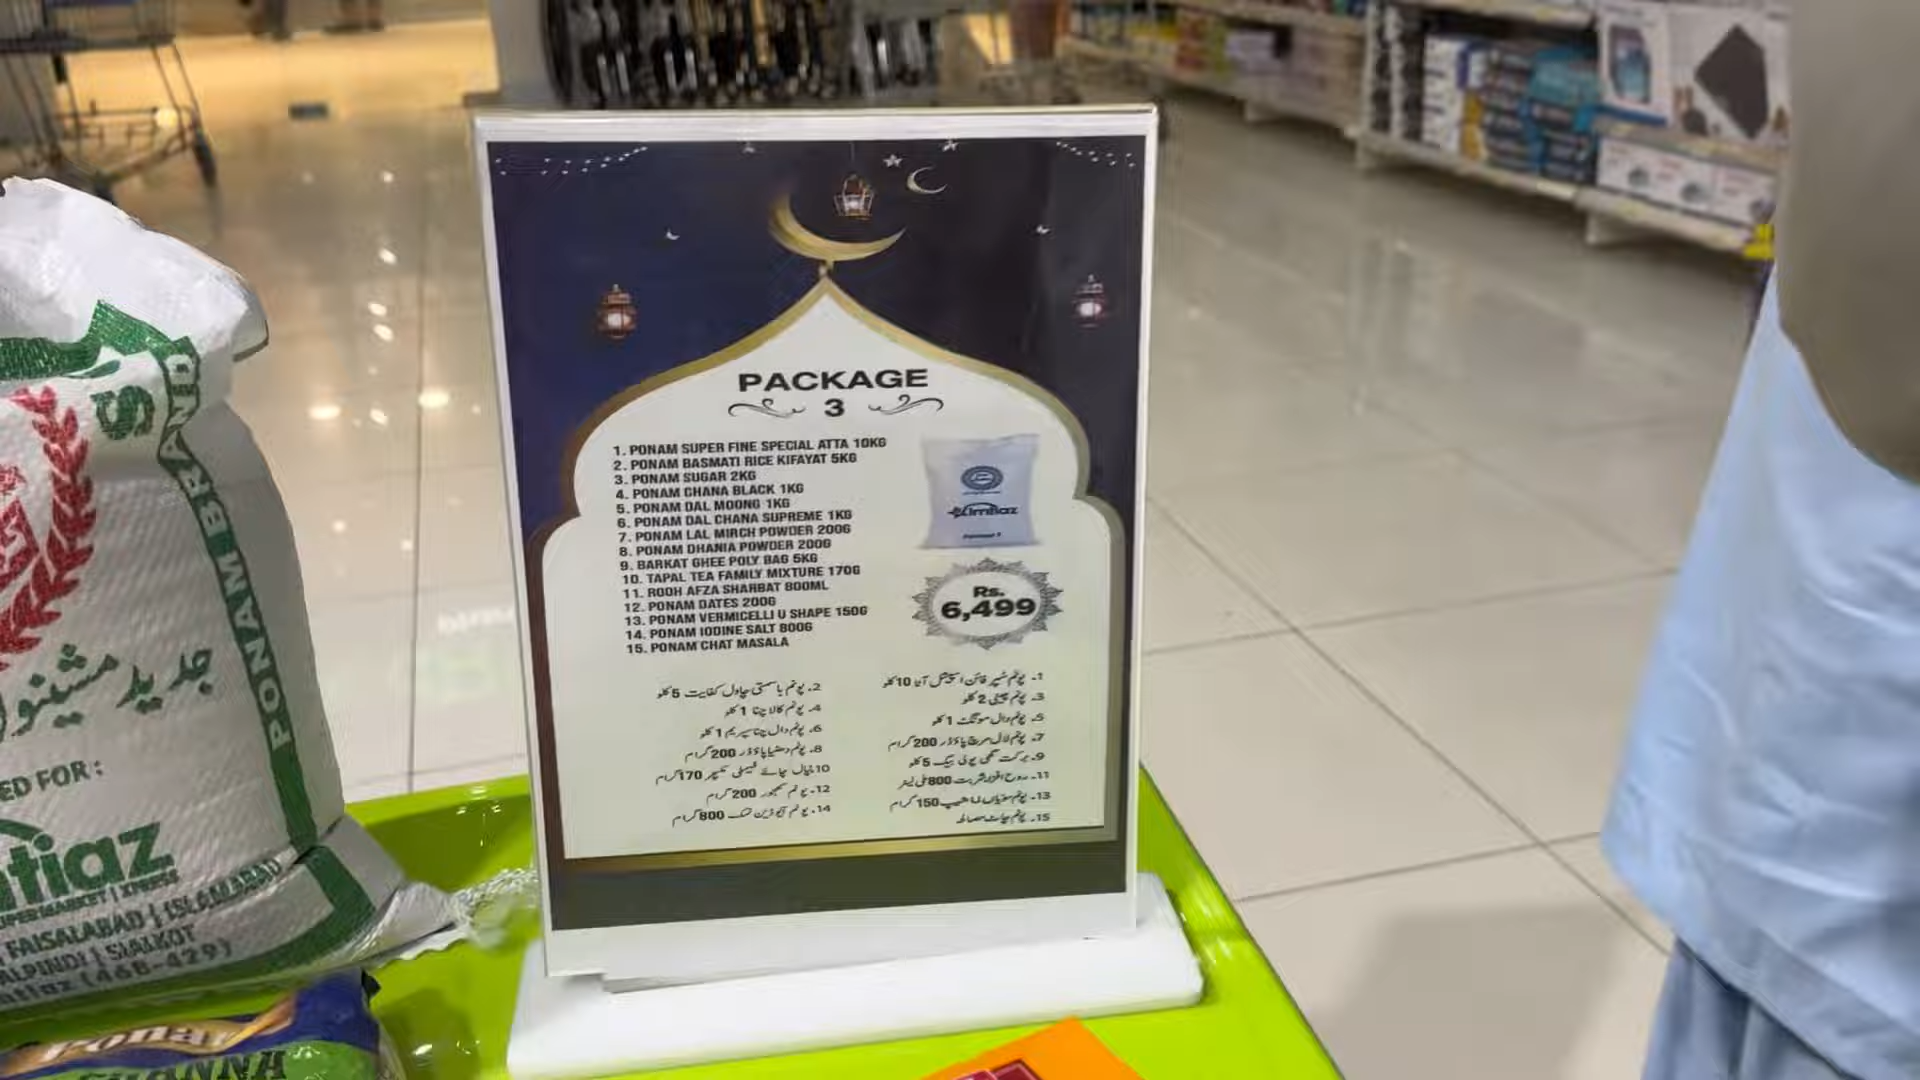 PACKAGE
3
1. PONAM SUPER FINE SPECIAL ATTA 10KG
2. PONAM BASMATI RICE KIFAYAT 5KG
3. PONAM SUGAR 2KG
4. PONAM CHANA BLACK 1KG
5. PONAM DAL MOONG 1KG
6. PONAM DAL CHANA SUPREME 1KG
7. PONAM LAL MIRCH POWDER 200G
8. PONAM DHANIA POWDER 200G
9. BARKAT GHEE POLY BAG 5KG
10. TAPAL TEA FAMILY MIXTURE 170G
11. ROOH AFZA SHARBAT 800ML
12. PONAM DATES 200G
13. PONAM VERMICELLI U SHAPE 150G
14. PONAM IODINE SALT 800G
15. PONAM CHAT MASALA
imtiaz
Rs.
6,499
1۔ پونم سُپر فائن اسپیشل آٹا 10 کلو
2۔ پونم باسمتی چاول کفایت 5 کلو
3۔ پونم چینی 2 کلو
4۔ پونم کالا چنا 1 کلو
5۔ پونم دال مونگ 1 کلو
6۔ پونم دال چنا سپریم 1 کلو
7۔ پونم لال مرچ پاؤڈر 200 گرام
8۔ پونم دھنیا پاؤڈر 200 گرام
9۔ برکت گھی پولی بیگ 5 کلو
10 تپال چائے فیملی مکسچر 170 گرام
11۔ روح افزا شربت 800 ملی لیٹر
12۔ پونم کھجور 200 گرام
13۔ پونم سویاں شیپ 150 گرام
14۔ پونم آیوڈین نمک 800 گرام
15۔ پونم چاٹ مصالحہ
PONAM BRAND
جدید
ED FOR:
tiaz
SUPERMARKET | XPRESS
FAISALABAD | ISLAMABAD
ALPINDI | SIALKOT
tiaz (468-429)
Ponam